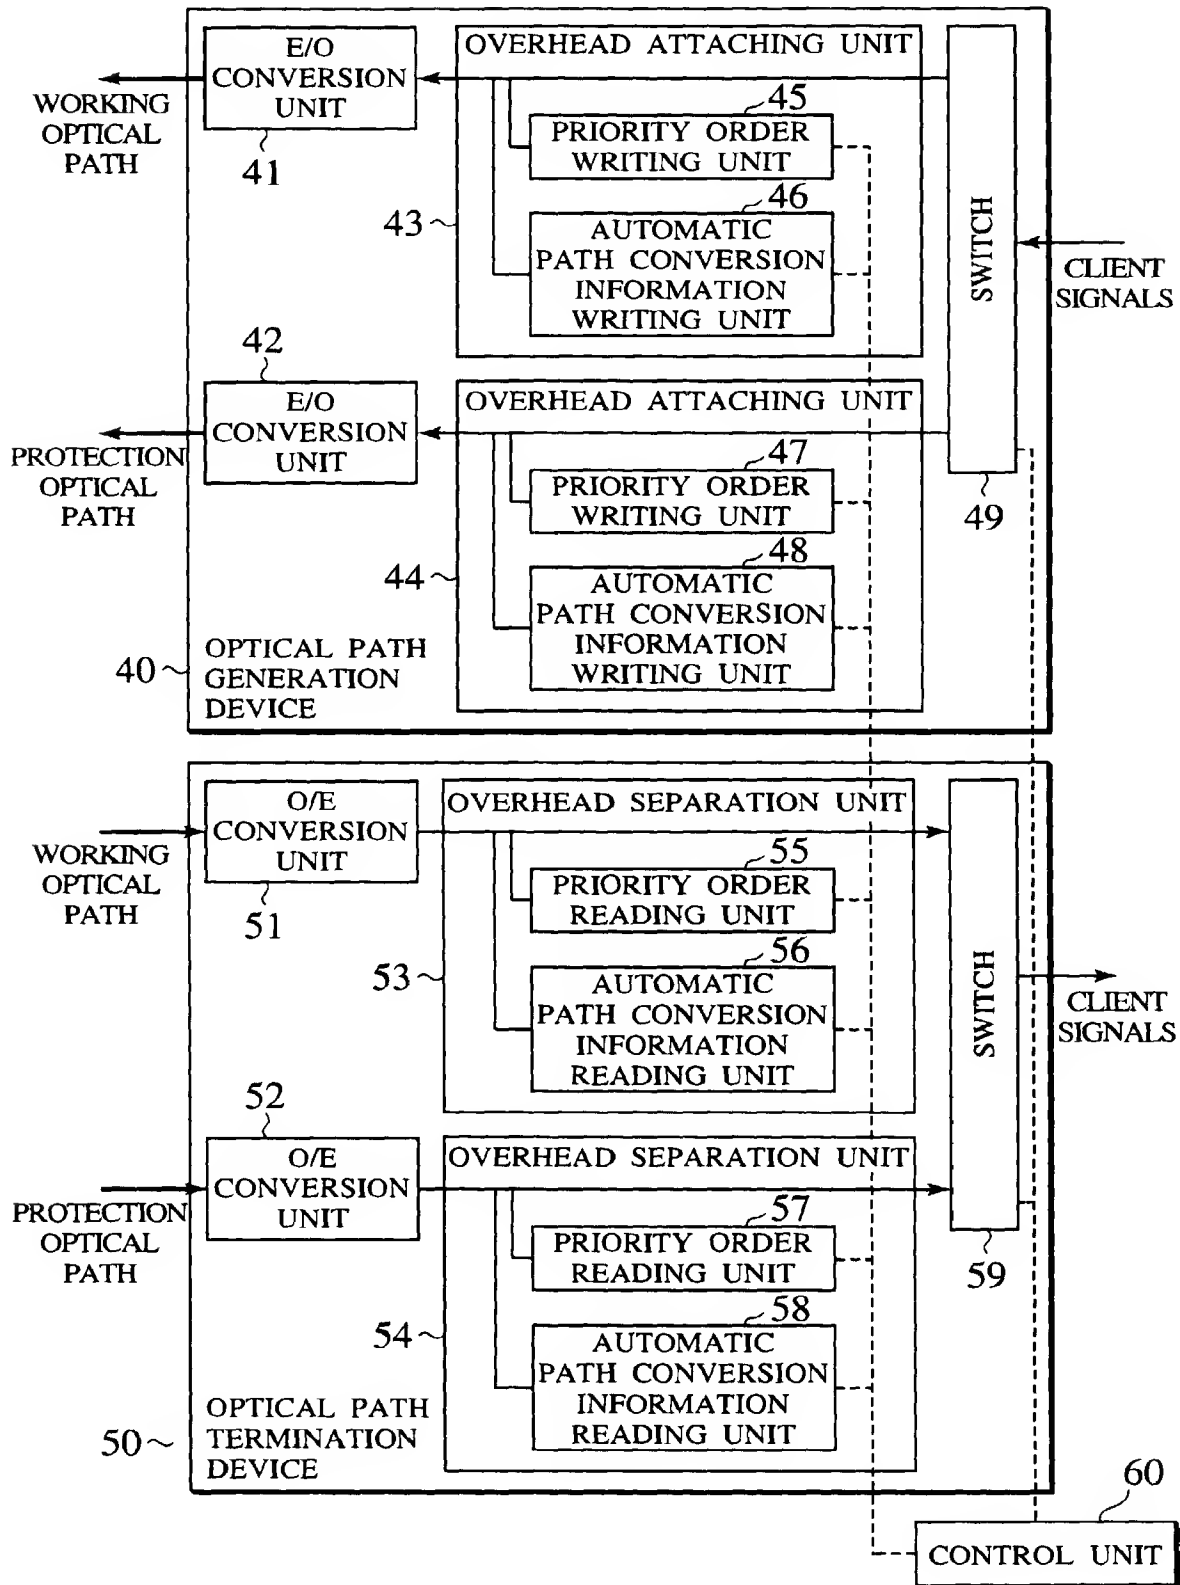 E/O
CONVERSION
UNIT
41
WORKING
OPTICAL
PATH
OVERHEAD ATTACHING UNIT
45
PRIORITY ORDER
WRITING UNIT
46
AUTOMATIC
PATH CONVERSION
INFORMATION
WRITING UNIT
43
SWITCH
49
CLIENT
SIGNALS
42
E/O
CONVERSION
UNIT
PROTECTION
OPTICAL
PATH
OVERHEAD ATTACHING UNIT
47
PRIORITY ORDER
WRITING UNIT
48
AUTOMATIC
PATH CONVERSION
INFORMATION
WRITING UNIT
44
40
OPTICAL PATH
GENERATION
DEVICE
O/E
CONVERSION
UNIT
51
WORKING
OPTICAL
PATH
OVERHEAD SEPARATION UNIT
55
PRIORITY ORDER
READING UNIT
56
AUTOMATIC
PATH CONVERSION
INFORMATION
READING UNIT
53
SWITCH
59
CLIENT
SIGNALS
52
O/E
CONVERSION
UNIT
PROTECTION
OPTICAL
PATH
OVERHEAD SEPARATION UNIT
57
PRIORITY ORDER
READING UNIT
58
AUTOMATIC
PATH CONVERSION
INFORMATION
READING UNIT
54
50
OPTICAL PATH
TERMINATION
DEVICE
60
CONTROL UNIT